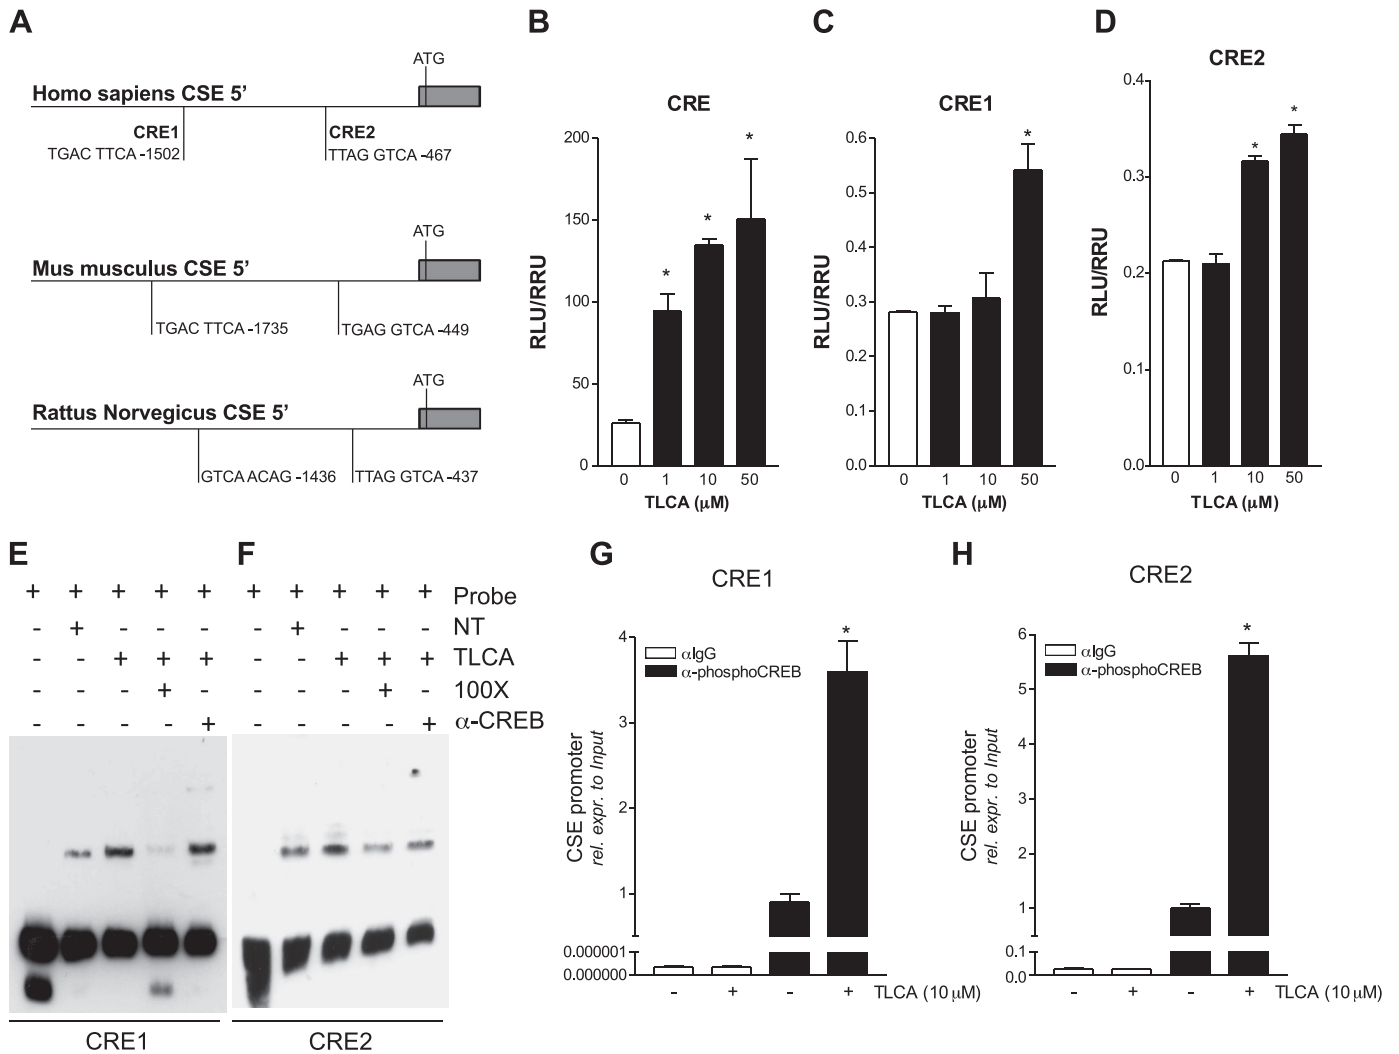 A
ATG
Homo sapiens CSE 5’
CRE1
TGAC TTCA -1502
CRE2
TTAG GTCA -467
ATG
Mus musculus CSE 5’
TGAC TTCA -1735
TGAG GTCA -449
ATG
Rattus Norvegicus CSE 5’
GTCA ACAG -1436
TTAG GTCA -437
B
CRE
RLU/RRU
200
150
100
50
0
* * *
0 1 10 50
TLCA (µM)
C
CRE1
RLU/RRU
0.6
0.5
0.4
0.3
0.2
0.1
0.0
*
0 1 10 50
TLCA (µM)
D
CRE2
RLU/RRU
0.4
0.3
0.2
0.1
0.0
* *
0 1 10 50
TLCA (µM)
E F
+ + + + + + + + + + Probe
- + - - - - + - - - NT
- - + + + - - + + + TLCA
- - - + - - - - + - 100X
- - - - + - - - - + α-CREB
CRE1
CRE2
G
CRE1
αIgG
α-phosphoCREB
CSE promoter
rel. expr. to Input
4
3
2
1
0.000001
0.000000
*
- + - + TLCA (10 µM)
H
CRE2
αIgG
α-phosphoCREB
CSE promoter
rel. expr. to Input
6
5
4
3
2
1
0.1
0.0
*
- + - + TLCA (10 µM)